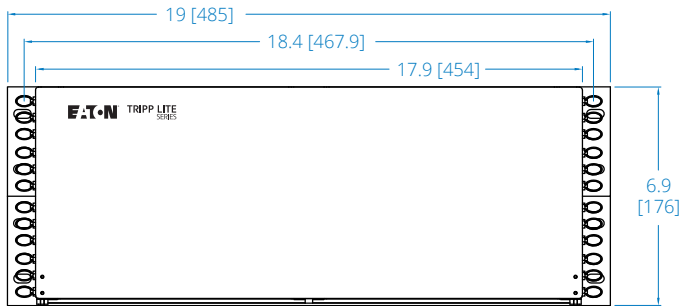 19 [485]
18.4 [467.9]
17.9 [454]
EATON TRIPP LITE
SERIES
6.9
[176]